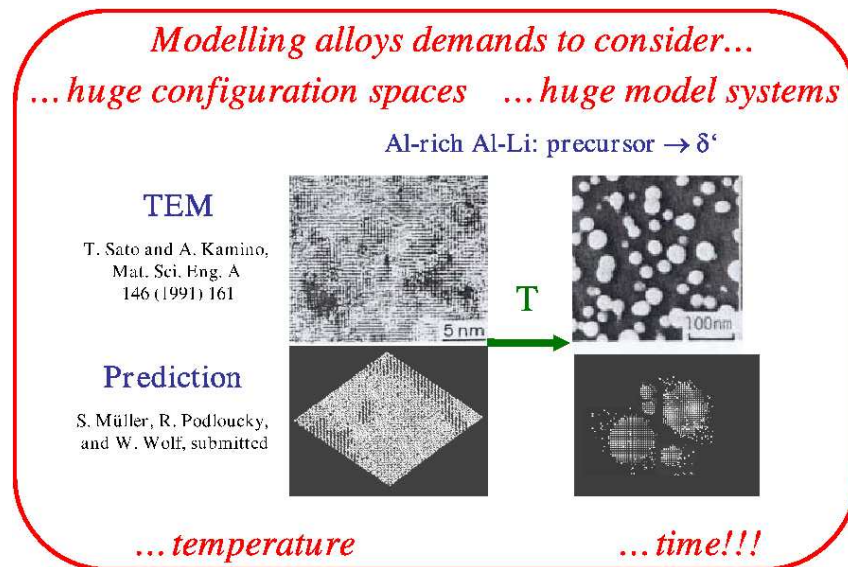 Modelling alloys demands to consider…
…huge configuration spaces …huge model systems
Al-rich Al-Li: precursor → δ‘
TEM
T. Sato and A. Kamino,
Mat. Sci. Eng. A
146 (1991) 161
5 nm
T
100nm
Prediction
S. Müller, R. Podloucky,
and W. Wolf, submitted
…temperature …time!!!